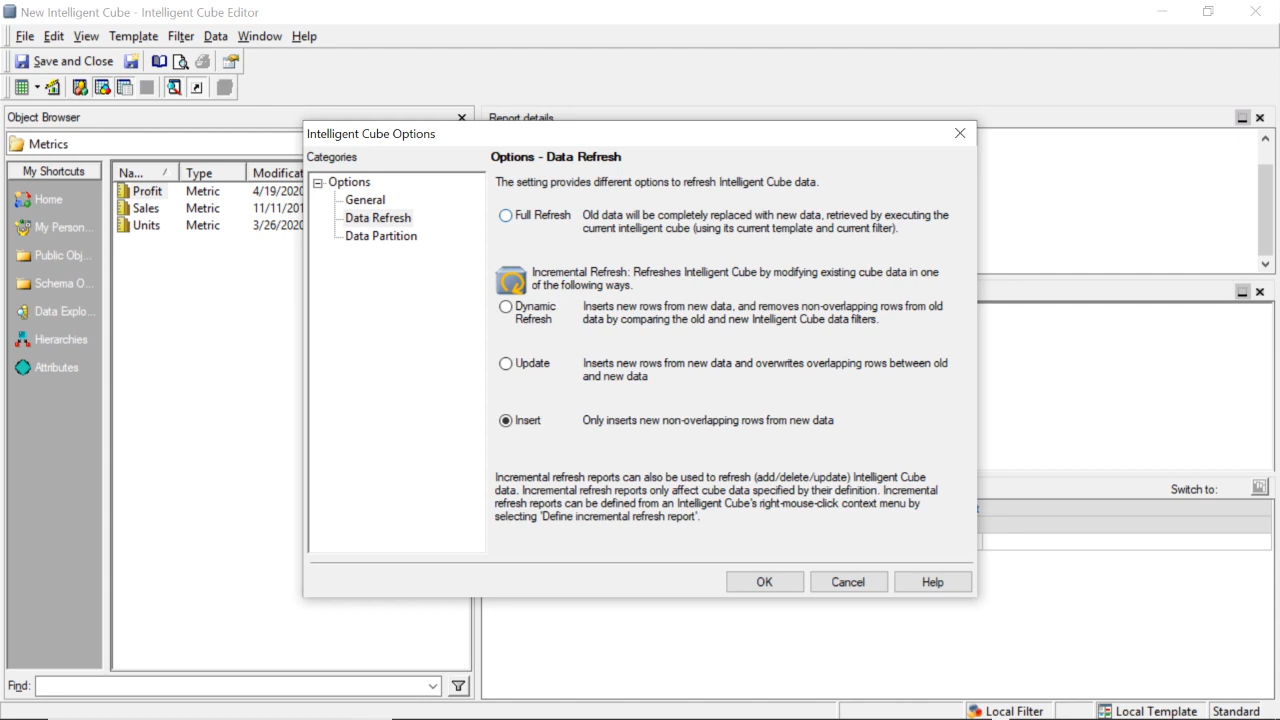 New Intelligent Cube - Intelligent Cube Editor
File Edit View Template Filter Data Window Help
Save and Close
Object Browser
Report details
Metrics
My Shortcuts
Home
My Person...
Public Obj...
Schema O...
Data Explo...
Hierarchies
Attributes
Na... / Type Modificat
Profit Metric 4/19/2020
Sales Metric 11/11/201
Units Metric 3/26/2020
Intelligent Cube Options
Categories
Options
General
Data Refresh
Data Partition
Options - Data Refresh
The setting provides different options to refresh Intelligent Cube data.
Full Refresh Old data will be completely replaced with new data, retrieved by executing the
current intelligent cube (using its current template and current filter).
Incremental Refresh: Refreshes Intelligent Cube by modifying existing cube data in one
of the following ways.
Dynamic Inserts new rows from new data, and removes non-overlapping rows from old
Refresh data by comparing the old and new Intelligent Cube data filters.
Update Inserts new rows from new data and overwrites overlapping rows between old
and new data
Insert Only inserts new non-overlapping rows from new data
Incremental refresh reports can also be used to refresh (add/delete/update) Intelligent Cube
data. Incremental refresh reports only affect cube data specified by their definition. Incremental
refresh reports can be defined from an Intelligent Cube's right-mouse-click context menu by
selecting 'Define incremental refresh report'.
OK Cancel Help
Switch to:
Find:
Local Filter Local Template Standard